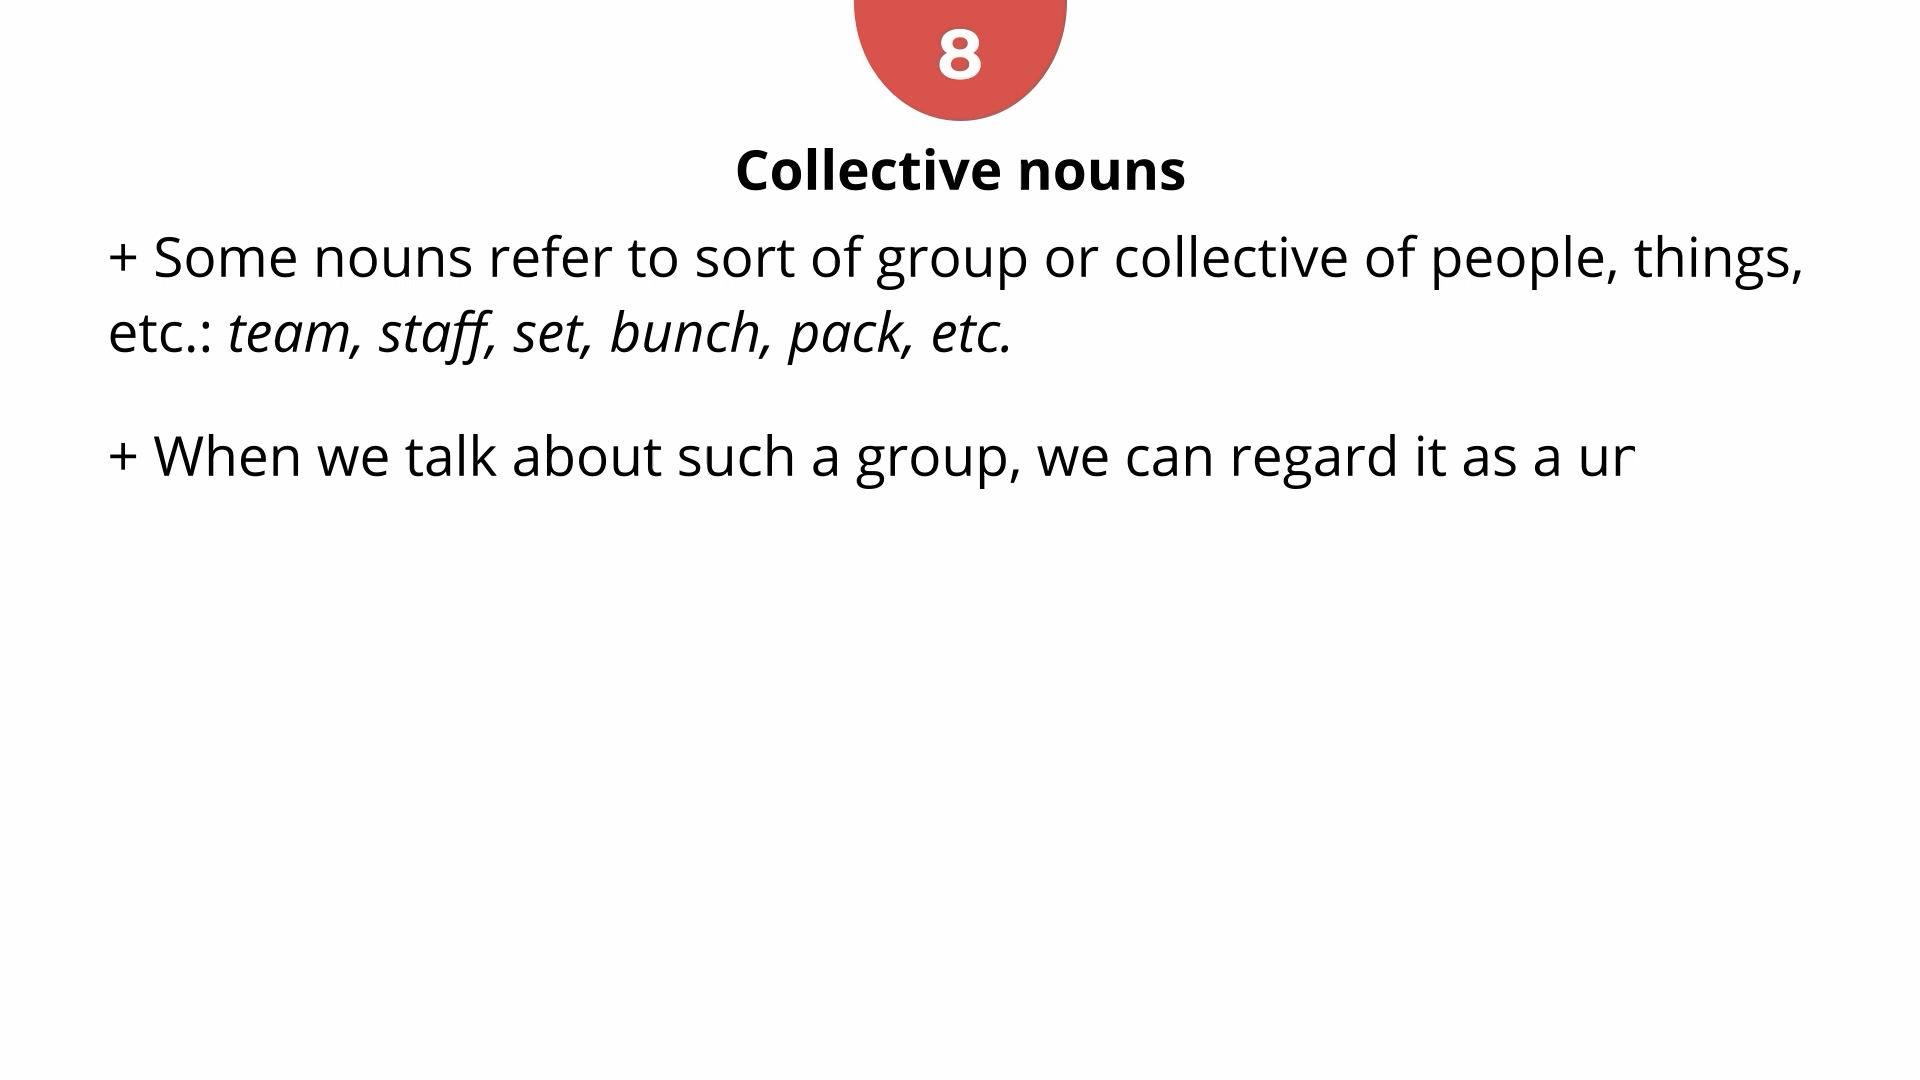 8
Collective nouns
+ Some nouns refer to sort of group or collective of people, things,
etc.: team, staff, set, bunch, pack, etc.
+ When we talk about such a group, we can regard it as a